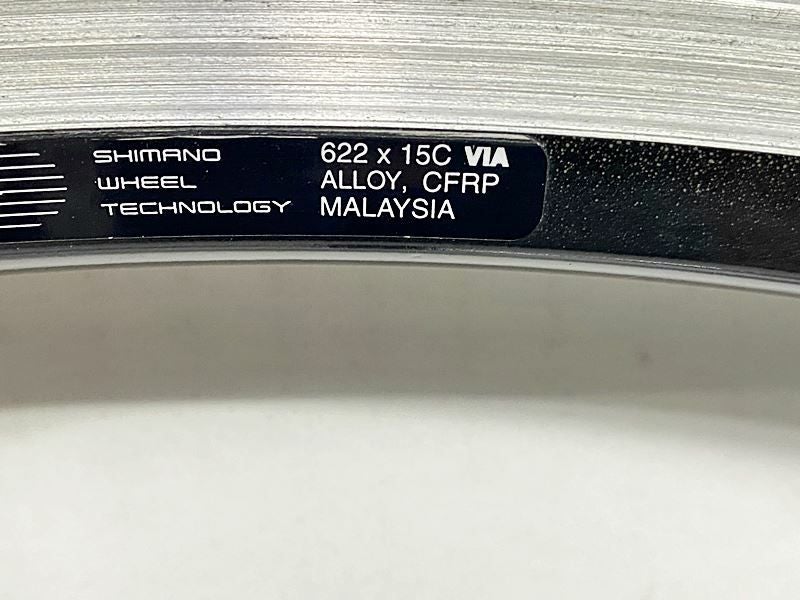 SHIMANO 622 x 15C VIA
WHEEL ALLOY, CFRP
TECHNOLOGY MALAYSIA